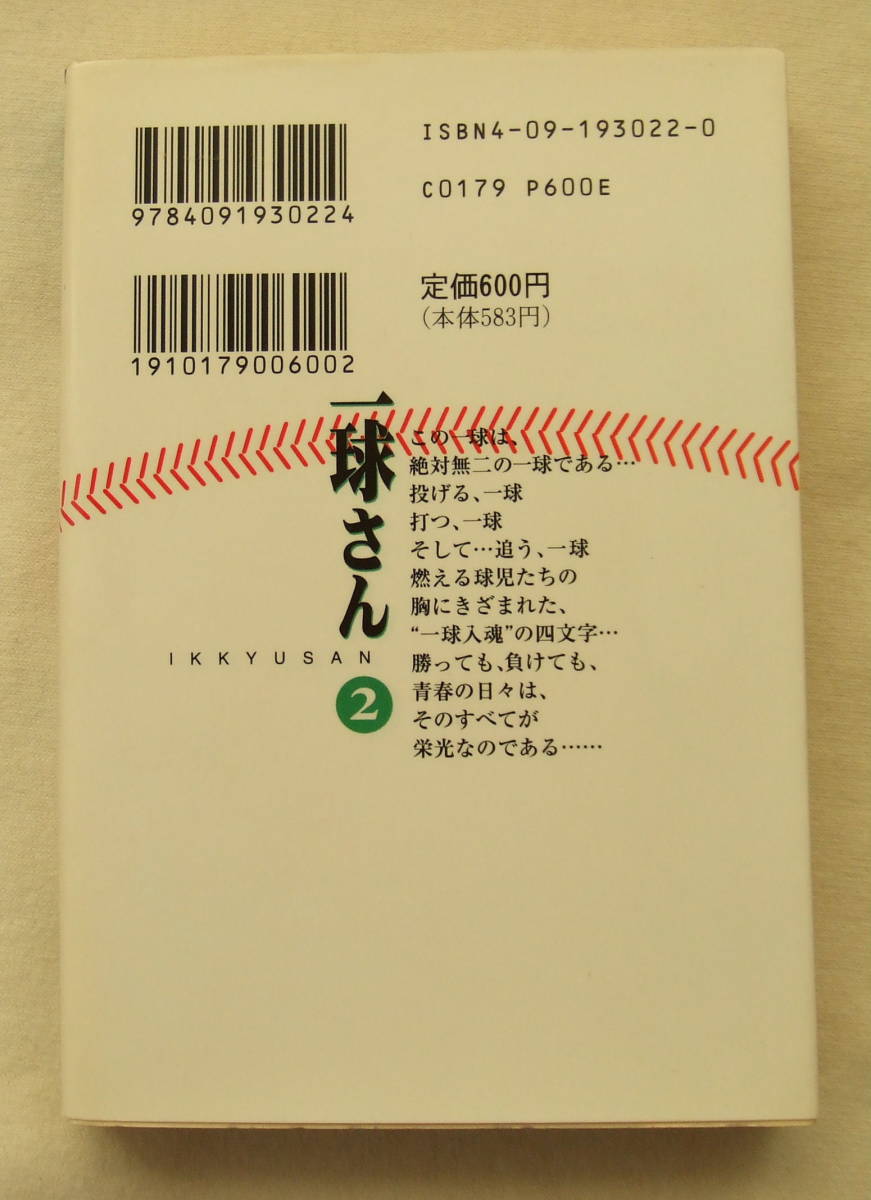 ISBN4-09-193022-0
C0179 P600E
9784091930224
定価600円
(本体583円)
1910179006002
一球さん
IKKYUSAN
2
この一球は、
絶対無二の一球である…
投げる、一球
打つ、一球
そして…追う、一球
燃える球児たちの
胸にきざまれた、
“一球入魂”の四文字…
勝っても、負けても、
青春の日々は、
そのすべてが
栄光なのである……